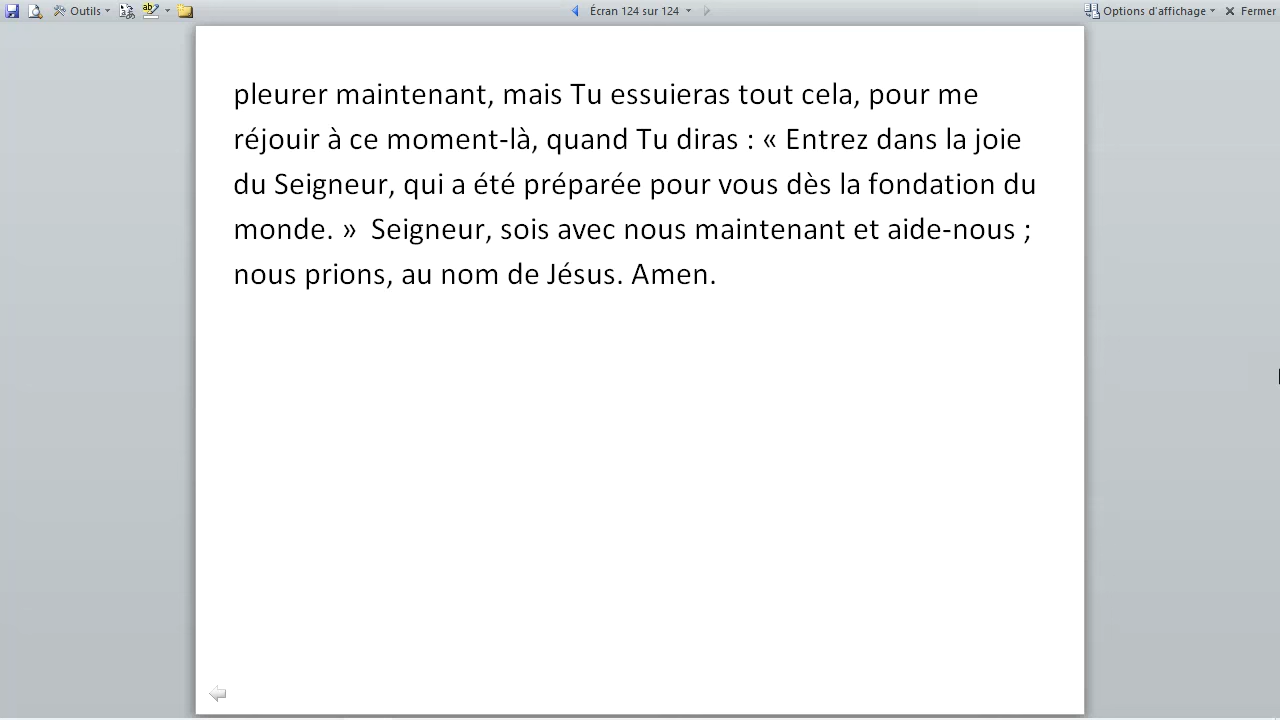 Outils
Écran 124 sur 124
Options d'affichage
Fermer
pleurer maintenant, mais Tu essuieras tout cela, pour me
réjouir à ce moment-là, quand Tu diras : « Entrez dans la joie
du Seigneur, qui a été préparée pour vous dès la fondation du
monde. »  Seigneur, sois avec nous maintenant et aide-nous ;
nous prions, au nom de Jésus. Amen.